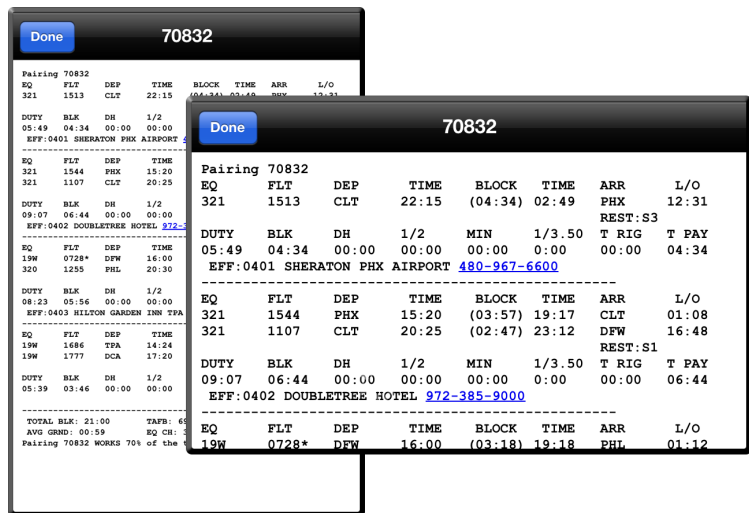 Done 70832
Pairing 70832
EQ FLT DEP TIME BLOCK TIME ARR L/O
321 1513 CLT 22:15 (04:34) 02:49 PHX 12:31
DUTY BLK DH 1/2
05:49 04:34 00:00 00:00
EFF:0401 SHERATON PHX AIRPORT
EQ FLT DEP TIME
321 1544 PHX 15:20
321 1107 CLT 20:25
DUTY BLK DH 1/2
09:07 06:44 00:00 00:00
EFF:0402 DOUBLETREE HOTEL 972-3
EQ FLT DEP TIME
19W 0728* DFW 16:00
320 1255 PHL 20:30
DUTY BLK DH 1/2
08:23 05:56 00:00 00:00
EFF:0403 HILTON GARDEN INN TPA
EQ FLT DEP TIME
19W 1686 TPA 14:24
19W 1777 DCA 17:20
DUTY BLK DH 1/2
05:39 03:46 00:00 00:00
TOTAL BLK: 21:00 TAFB: 69
AVG GRND: 00:59 EQ CH:
Pairing 70832 WORKS 70% of the
Done 70832
Pairing 70832
EQ FLT DEP TIME BLOCK TIME ARR L/O
321 1513 CLT 22:15 (04:34) 02:49 PHX 12:31
REST:S3
DUTY BLK DH 1/2 MIN 1/3.50 T RIG T PAY
05:49 04:34 00:00 00:00 00:00 0:00 00:00 04:34
EFF:0401 SHERATON PHX AIRPORT 480-967-6600
EQ FLT DEP TIME BLOCK TIME ARR L/O
321 1544 PHX 15:20 (03:57) 19:17 CLT 01:08
321 1107 CLT 20:25 (02:47) 23:12 DFW 16:48
REST:S1
DUTY BLK DH 1/2 MIN 1/3.50 T RIG T PAY
09:07 06:44 00:00 00:00 00:00 0:00 00:00 06:44
EFF:0402 DOUBLETREE HOTEL 972-385-9000
EQ FLT DEP TIME BLOCK TIME ARR L/O
19W 0728* DFW 16:00 (03:18) 19:18 PHL 01:12